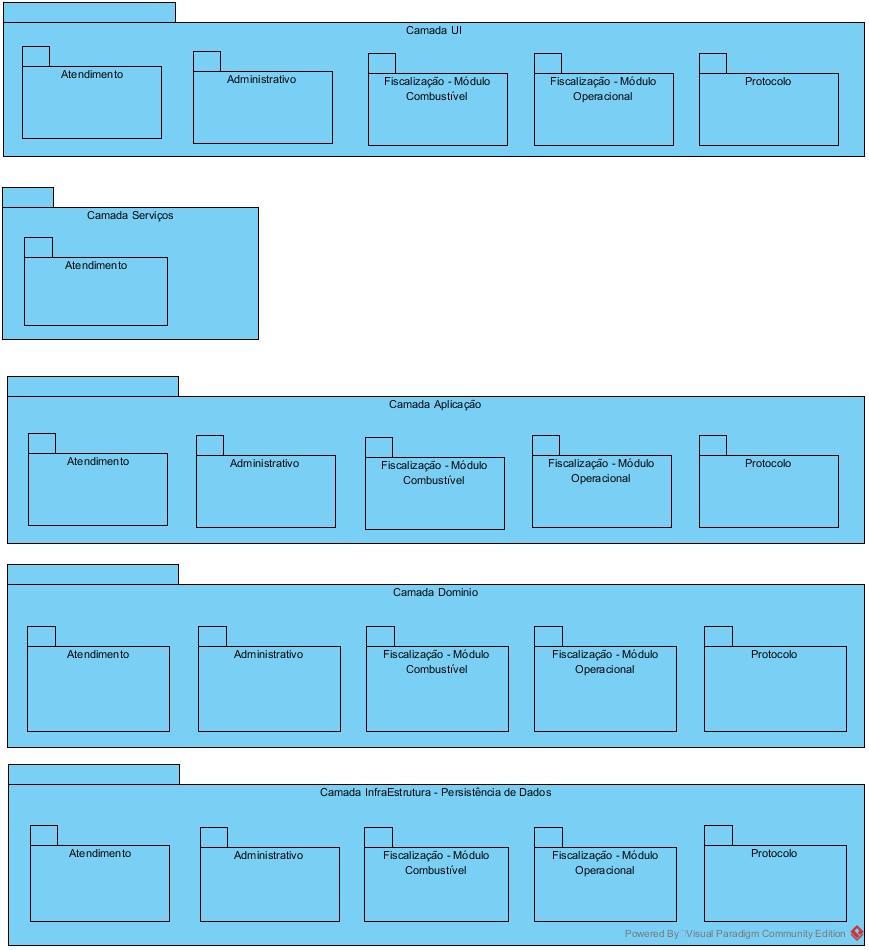 Camada UI
Atendimento
Administrativo
Fiscalização - Módulo
Combustível
Fiscalização - Módulo
Operacional
Protocolo
Camada Serviços
Atendimento
Camada Aplicação
Atendimento
Administrativo
Fiscalização - Módulo
Combustível
Fiscalização - Módulo
Operacional
Protocolo
Camada Domínio
Atendimento
Administrativo
Fiscalização - Módulo
Combustível
Fiscalização - Módulo
Operacional
Protocolo
Camada InfraEstrutura - Persistência de Dados
Atendimento
Administrativo
Fiscalização - Módulo
Combustível
Fiscalização - Módulo
Operacional
Protocolo
Powered By Visual Paradigm Community Edition